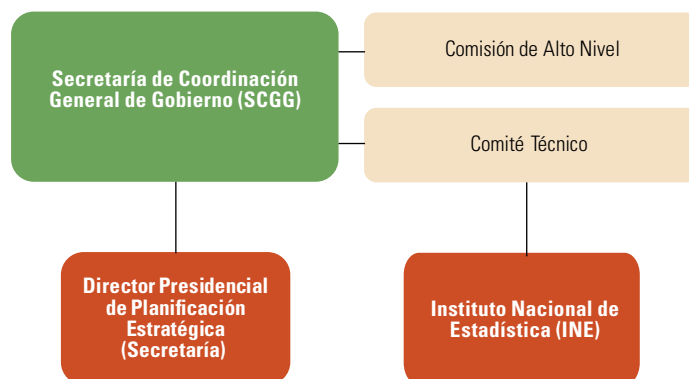 Secretaría de Coordinación
General de Gobierno (SCGG)
Comisión de Alto Nivel
Comité Técnico
Director Presidencial
de Planificación
Estratégica
(Secretaría)
Instituto Nacional de
Estadística (INE)